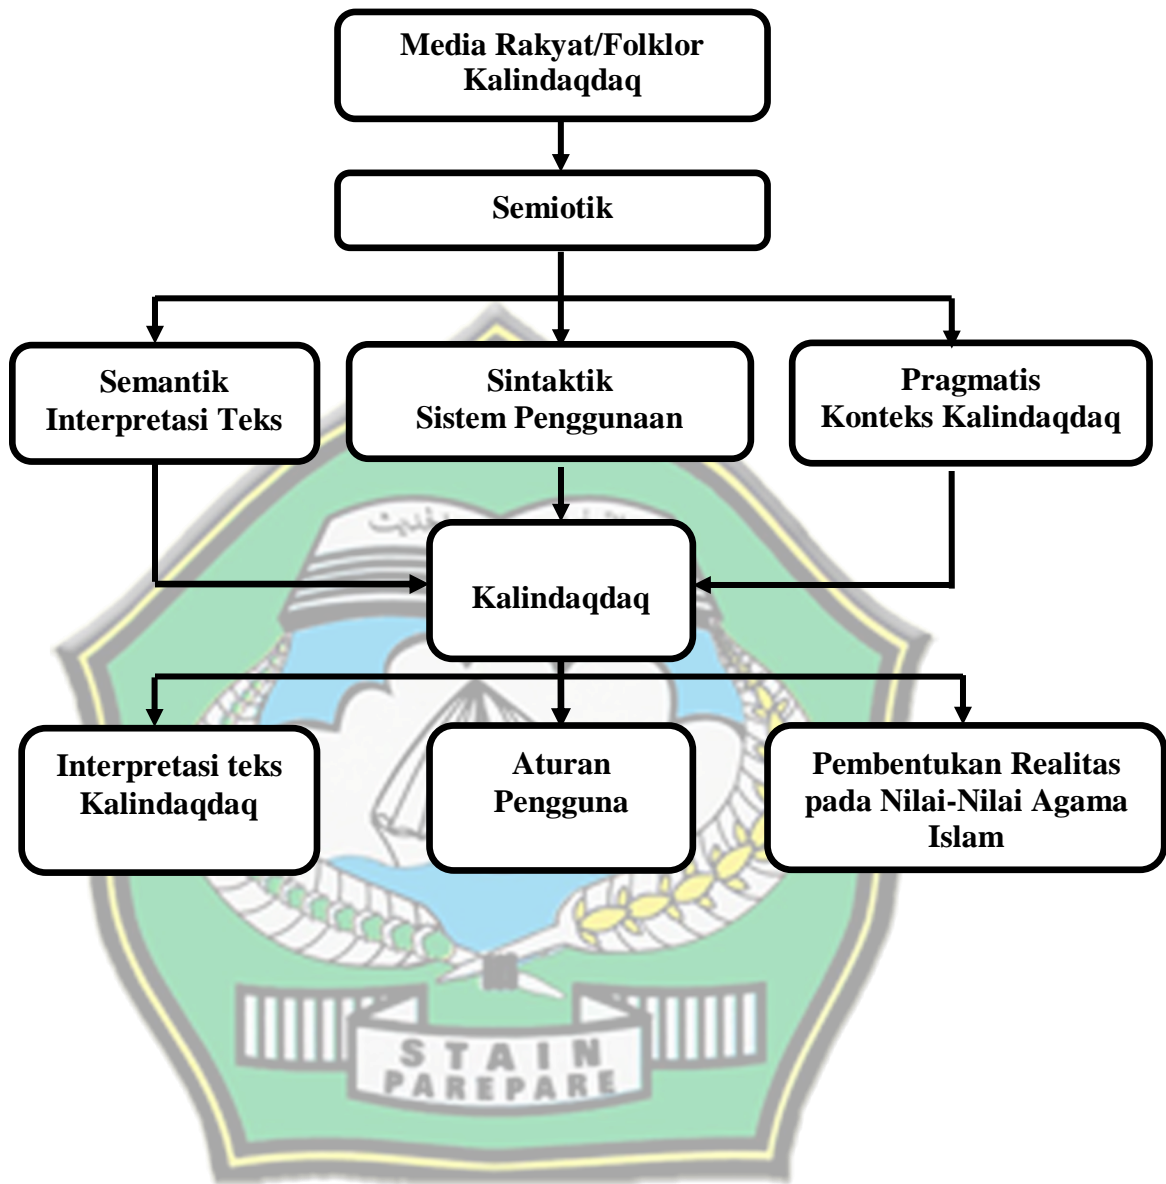 Media Rakyat/Folklor
Kalindaqdaq
Semiotik
Semantik
Interpretasi Teks
Sintaktik
Sistem Penggunaan
Pragmatis
Konteks Kalindaqdaq
Kalindaqdaq
Interpretasi teks
Kalindaqdaq
Aturan
Pengguna
Pembentukan Realitas
pada Nilai-Nilai Agama
Islam
STAIN
PAREPARE